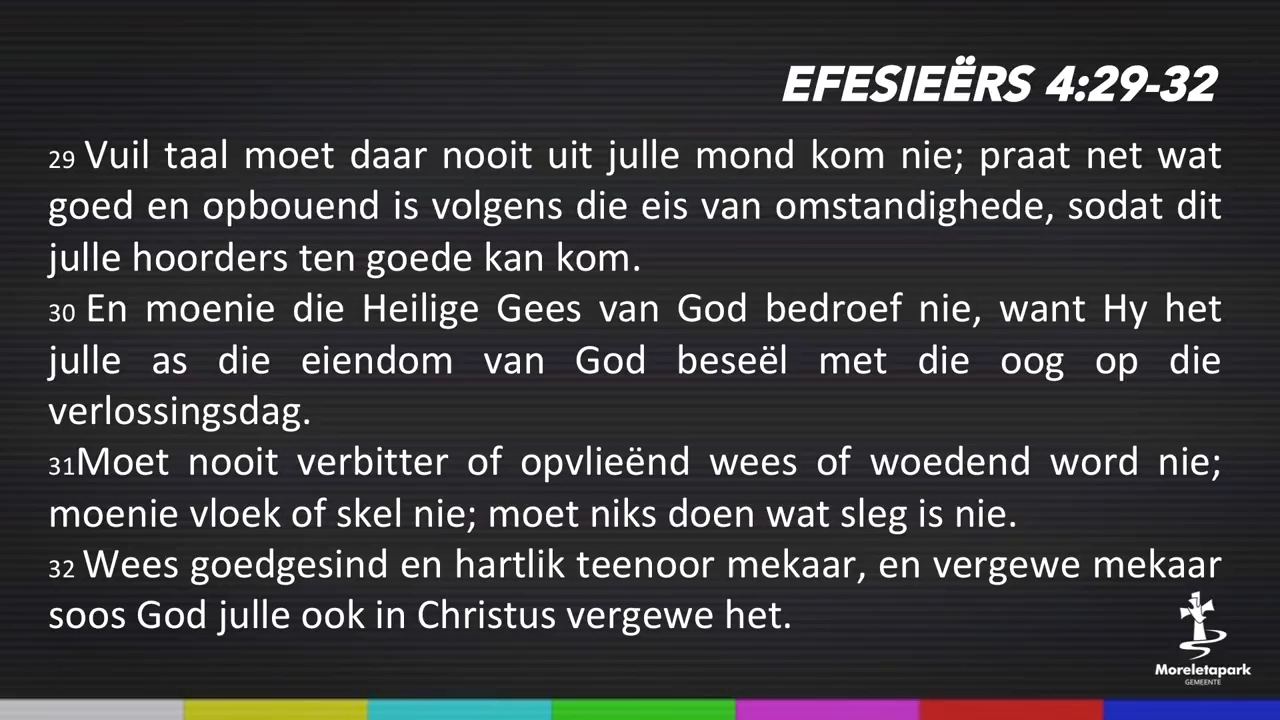 EFESIEËRS 4:29-32
29 Vuil taal moet daar nooit uit julle mond kom nie; praat net wat
goed en opbouend is volgens die eis van omstandighede, sodat dit
julle hoorders ten goede kan kom.
30 En moenie die Heilige Gees van God bedroef nie, want Hy het
julle as die eiendom van God beseël met die oog op die
verlossingsdag.
31Moet nooit verbitter of opvlieënd wees of woedend word nie;
moenie vloek of skel nie; moet niks doen wat sleg is nie.
32 Wees goedgesind en hartlik teenoor mekaar, en vergewe mekaar
soos God julle ook in Christus vergewe het.
Moreletapark
GEMEENTE